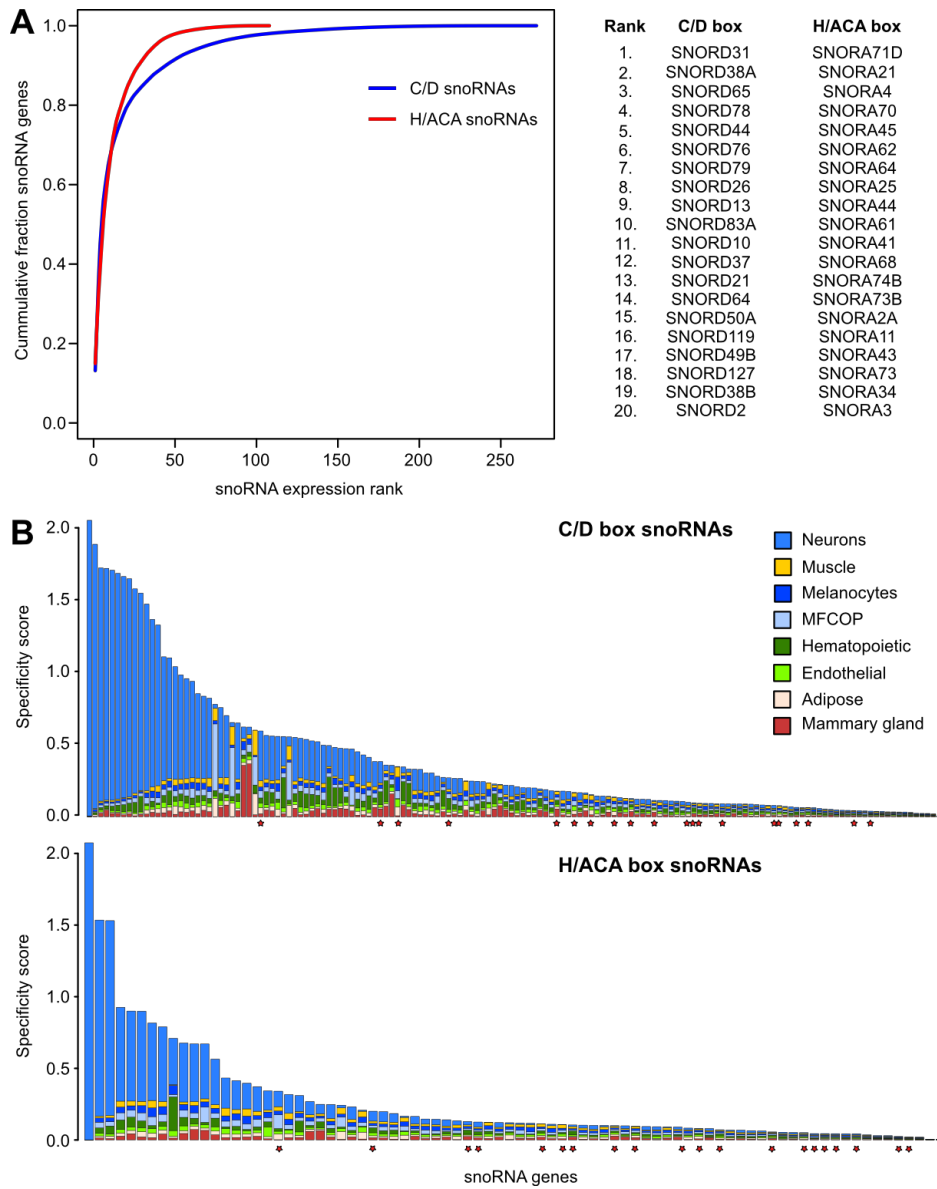 A
Cummulative fraction snoRNA genes
1.0
0.8
0.6
0.4
0.2
0.0
C/D snoRNAs
H/ACA snoRNAs
0 50 100 150 200 250
snoRNA expression rank
Rank C/D box H/ACA box
1. SNORD31 SNORA71D
2. SNORD38A SNORA21
3. SNORD65 SNORA4
4. SNORD78 SNORA70
5. SNORD44 SNORA45
6. SNORD76 SNORA62
7. SNORD79 SNORA64
8. SNORD26 SNORA25
9. SNORD13 SNORA44
10. SNORD83A SNORA61
11. SNORD10 SNORA41
12. SNORD37 SNORA68
13. SNORD21 SNORA74B
14. SNORD64 SNORA73B
15. SNORD50A SNORA2A
16. SNORD119 SNORA11
17. SNORD49B SNORA43
18. SNORD127 SNORA73
19. SNORD38B SNORA34
20. SNORD2 SNORA3
B
C/D box snoRNAs
Specificity score
2.0
1.5
1.0
0.5
0.0
Neurons
Muscle
Melanocytes
MFCOP
Hematopoietic
Endothelial
Adipose
Mammary gland
H/ACA box snoRNAs
Specificity score
2.0
1.5
1.0
0.5
0.0
snoRNA genes